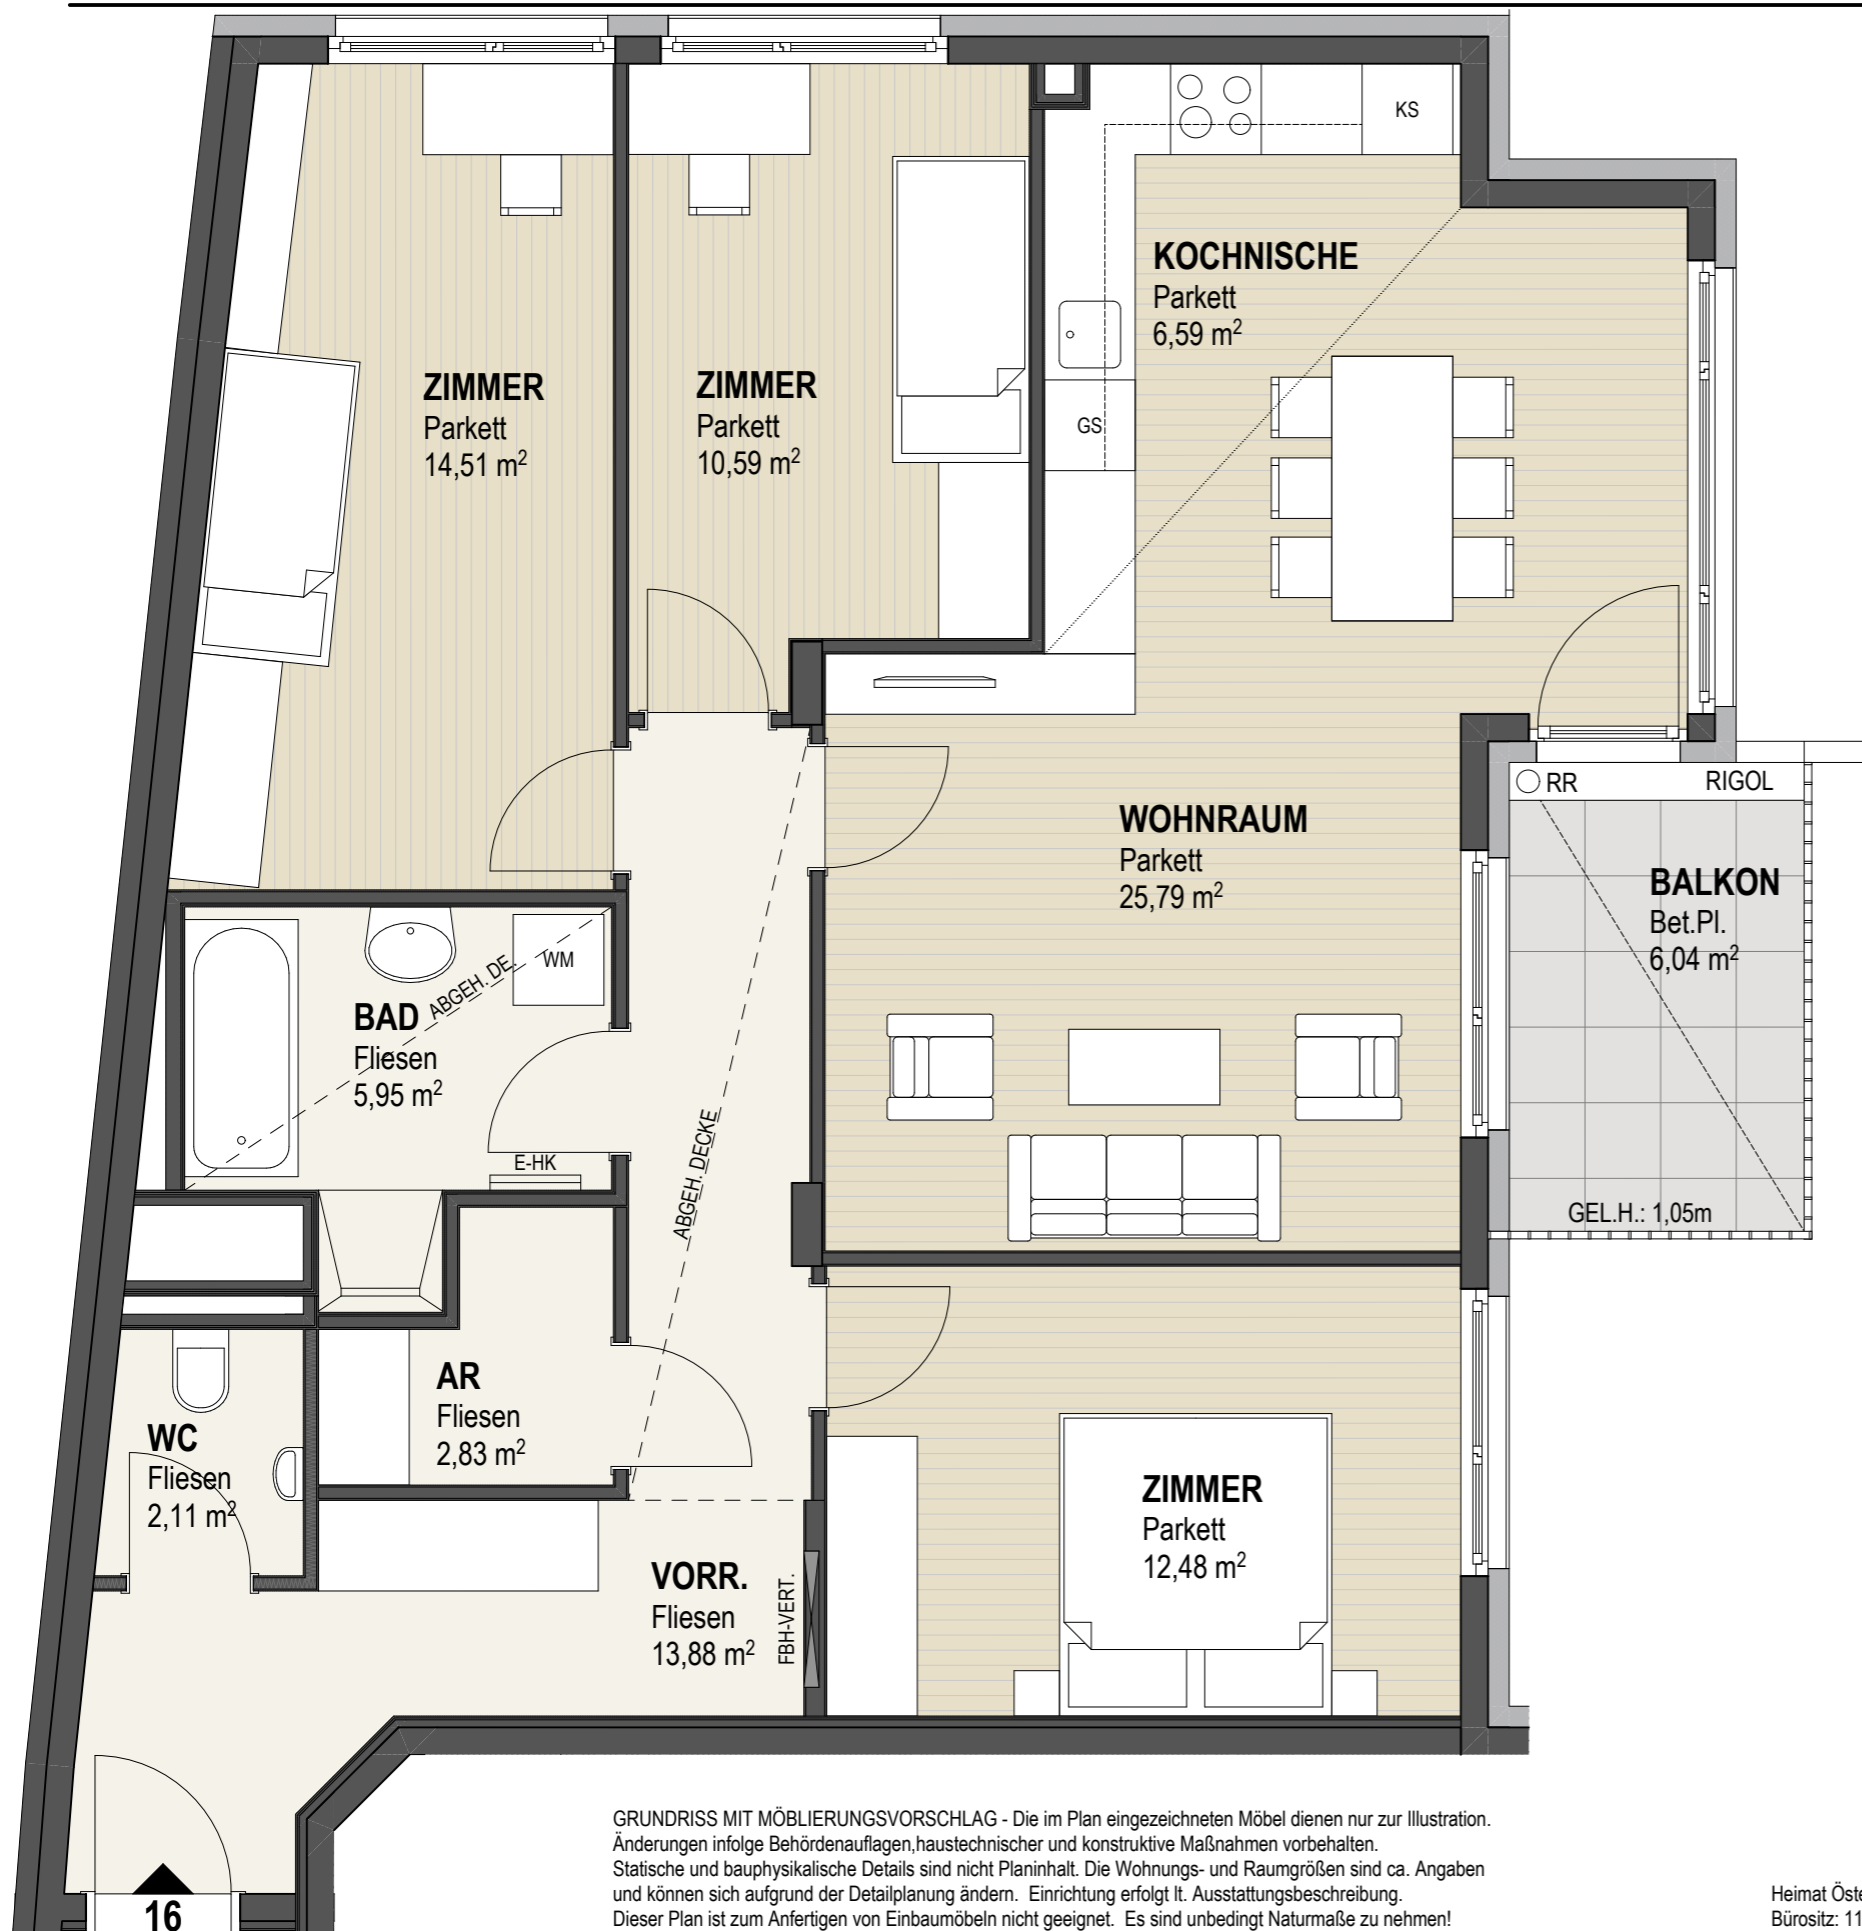 KS
KOCHNISCHE
Parkett
6,59 m²
ZIMMER
Parkett
14,51 m²
ZIMMER
Parkett
10,59 m²
GS
RR
RIGOL
WOHNRAUM
Parkett
25,79 m²
BALKON
Bet.Pl.
6,04 m²
GEL.H.: 1,05m
WM
ABGEH. DE.
BAD
Fliesen
5,95 m²
E-HK
ABGEH. DECKE
AR
Fliesen
2,83 m²
WC
Fliesen
2,11 m²
ZIMMER
Parkett
12,48 m²
VORR.
Fliesen
13,88 m²
FBH-VERT.
16
GRUNDRISS MIT MÖBLIERUNGSVORSCHLAG - Die im Plan eingezeichneten Möbel dienen nur zur Illustration.
Änderungen infolge Behördenauflagen,haustechnischer und konstruktive Maßnahmen vorbehalten.
Statische und bauphysikalische Details sind nicht Planinhalt. Die Wohnungs- und Raumgrößen sind ca. Angaben
und können sich aufgrund der Detailplanung ändern. Einrichtung erfolgt lt. Ausstattungsbeschreibung.
Dieser Plan ist zum Anfertigen von Einbaumöbeln nicht geeignet. Es sind unbedingt Naturmaße zu nehmen!
Heimat Öste
Bürositz: 11